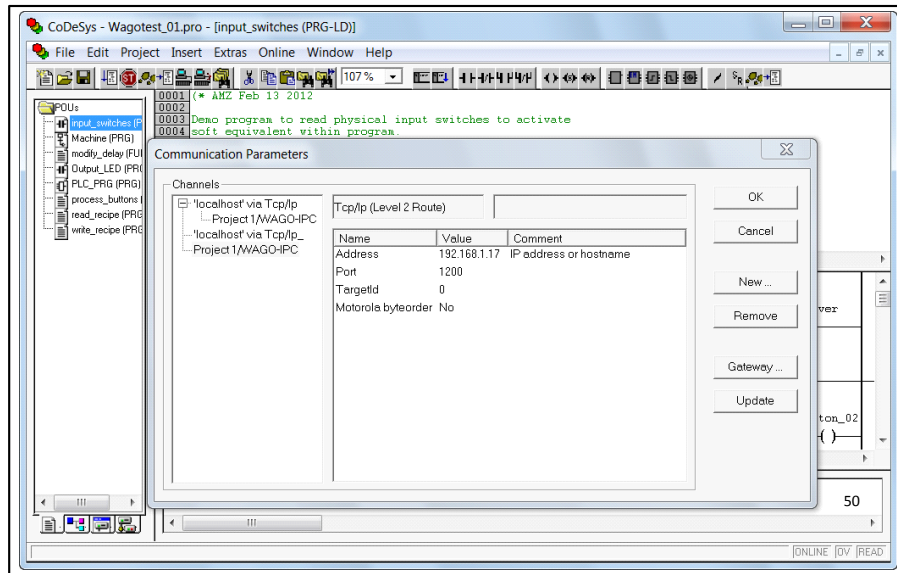 CoDeSys - Wagotest_01.pro - [input_switches (PRG-LD)]
File Edit Project Insert Extras Online Window Help
107 %
POUs
input_switches (P
Machine (PRG)
modify_delay (FU
Output_LED (PR
PLC_PRG (PRG)
process_buttons
read_recipe (PRG
write_recipe (PRG
0001 (* AMZ Feb 13 2012
0002
0003 Demo program to read physical input switches to activate
0004 soft equivalent within program.
Communication Parameters
Channels
'localhost' via Tcp/Ip
Project 1/WAGO-IPC
'localhost' via Tcp/Ip_
Project 1/WAGO-IPC
Tcp/Ip (Level 2 Route)
Name Value Comment
Address 192.168.1.17 IP address or hostname
Port 1200
TargetId 0
Motorola byteorder No
OK
Cancel
New ...
Remove
Gateway ...
Update
ver
ton_02
50
ONLINE OV READ